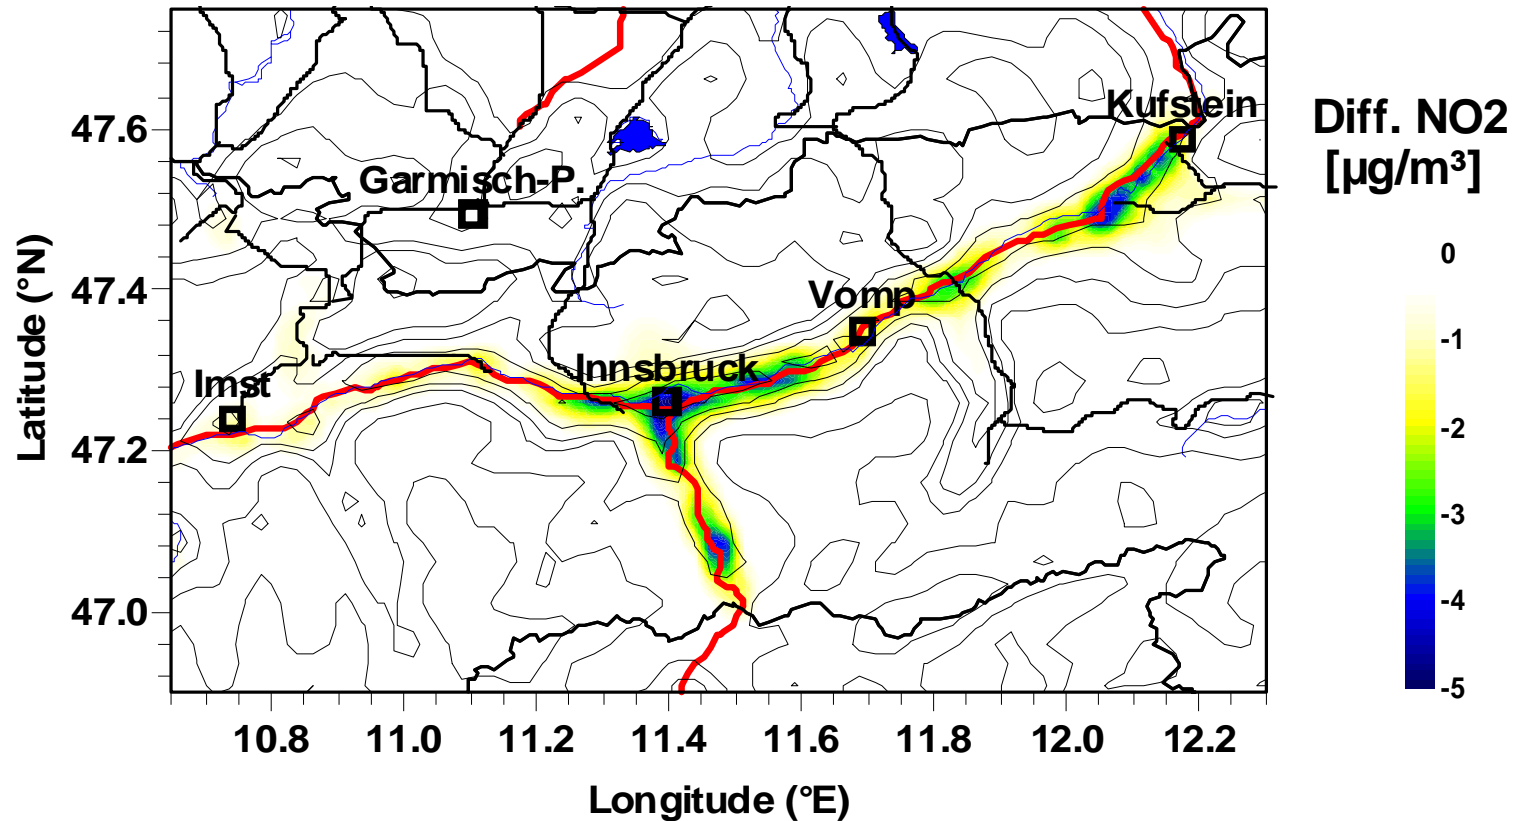 Kufstein
Diff. NO2
[µg/m³]
47.6
Garmisch-P.
0
47.4
Vomp
-1
Innsbruck
Imst
Latitude (°N)
-2
47.2
-3
-4
47.0
-5
10.8 11.0 11.2 11.4 11.6 11.8 12.0 12.2
Longitude (°E)